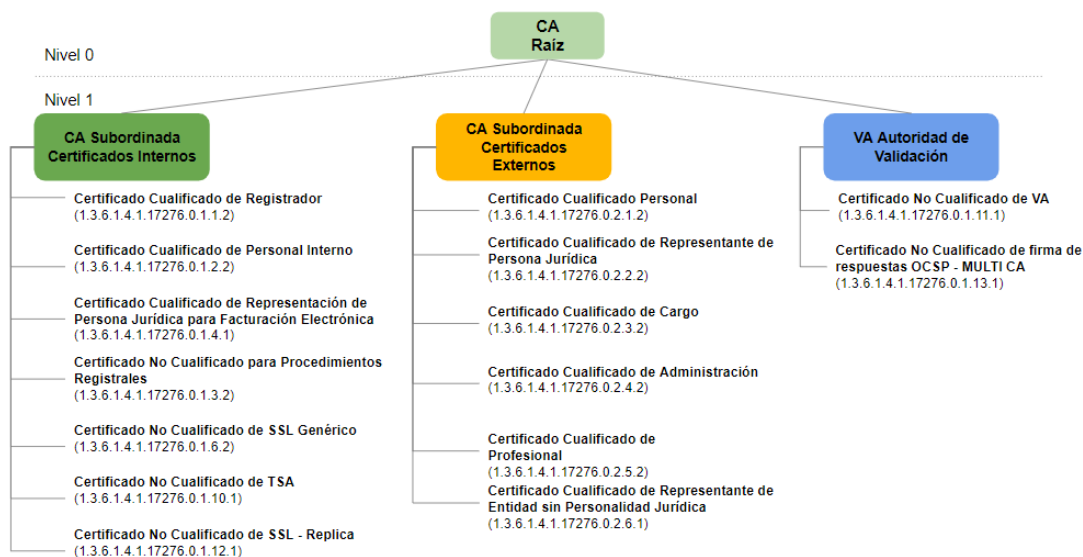 CA
Raíz
Nivel 0
Nivel 1
CA Subordinada
Certificados Internos
Certificado Cualificado de Registrador
(1.3.6.1.4.1.17276.0.1.1.2)
Certificado Cualificado de Personal Interno
(1.3.6.1.4.1.17276.0.1.2.2)
Certificado Cualificado de Representación de
Persona Jurídica para Facturación Electrónica
(1.3.6.1.4.1.17276.0.1.4.1)
Certificado No Cualificado para Procedimientos
Registrales
(1.3.6.1.4.1.17276.0.1.3.2)
Certificado No Cualificado de SSL Genérico
(1.3.6.1.4.1.17276.0.1.6.2)
Certificado No Cualificado de TSA
(1.3.6.1.4.1.17276.0.1.10.1)
Certificado No Cualificado de SSL - Replica
(1.3.6.1.4.1.17276.0.1.12.1)
CA Subordinada
Certificados
Externos
Certificado Cualificado Personal
(1.3.6.1.4.1.17276.0.2.1.2)
Certificado Cualificado de Representante de
Persona Jurídica
(1.3.6.1.4.1.17276.0.2.2.2)
Certificado Cualificado de Cargo
(1.3.6.1.4.1.17276.0.2.3.2)
Certificado Cualificado de Administración
(1.3.6.1.4.1.17276.0.2.4.2)
Certificado Cualificado de
Profesional
(1.3.6.1.4.1.17276.0.2.5.2)
Certificado Cualificado de Representante de
Entidad sin Personalidad Jurídica
(1.3.6.1.4.1.17276.0.2.6.1)
VA Autoridad de
Validación
Certificado No Cualificado de VA
(1.3.6.1.4.1.17276.0.1.11.1)
Certificado No Cualificado de firma de
respuestas OCSP - MULTI CA
(1.3.6.1.4.1.17276.0.1.13.1)